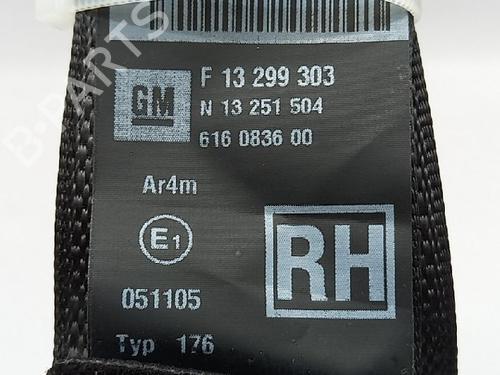 GM
F 13 299 303
N 13 251 504
616 0836 00
Ar4m
E1
RH
051105
Typ 176
B-PARTS